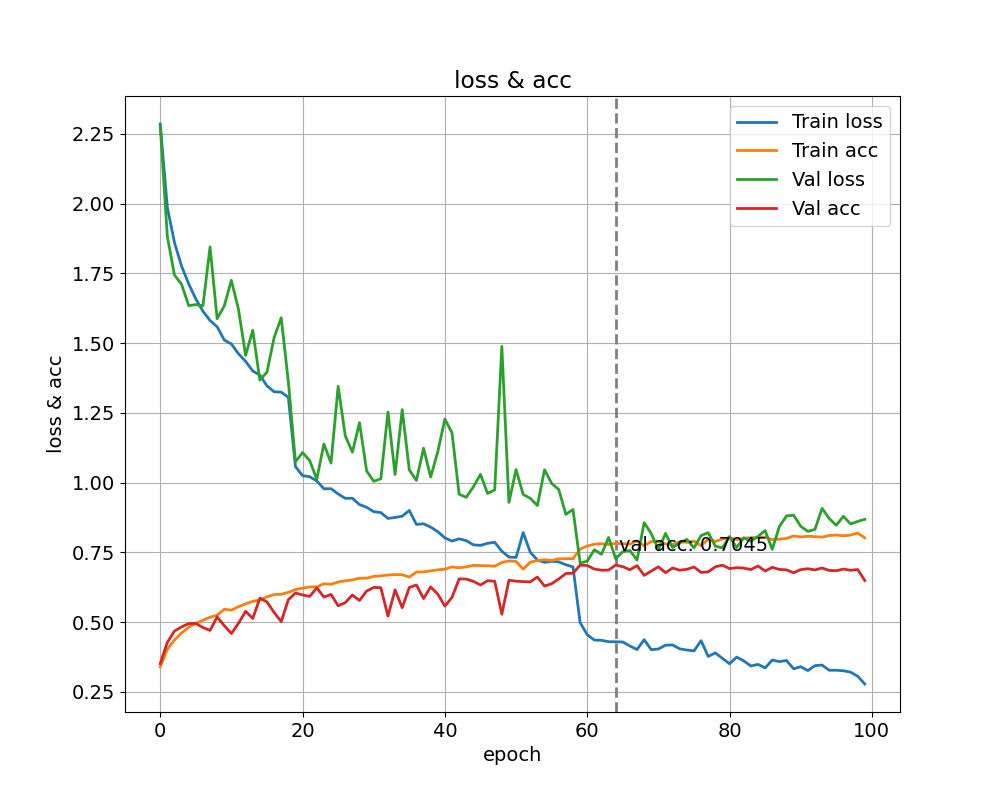 loss & acc
Train loss
Train acc
Val loss
Val acc
2.25
2.00
1.75
1.50
1.25
1.00
0.75
0.50
0.25
loss & acc
val acc: 0.7045
0 20 40 60 80 100
epoch